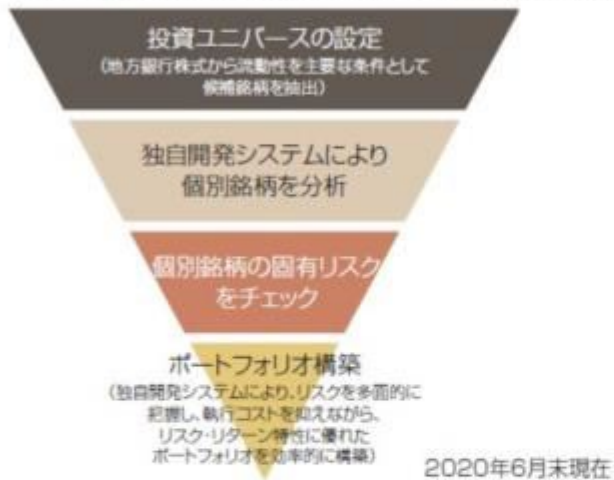 投資ユニバースの設定
(地方銀行株式から流動性を主要な条件として
候補銘柄を抽出)
独自開発システムにより
個別銘柄を分析
個別銘柄の固有リスク
をチェック
ポートフォリオ構築
(独自開発システムにより、リスクを多面的に
把握し、執行コストを抑えながら、
リスク・リターン特性に優れた
ポートフォリオを効率的に構築)
2020年6月末現在